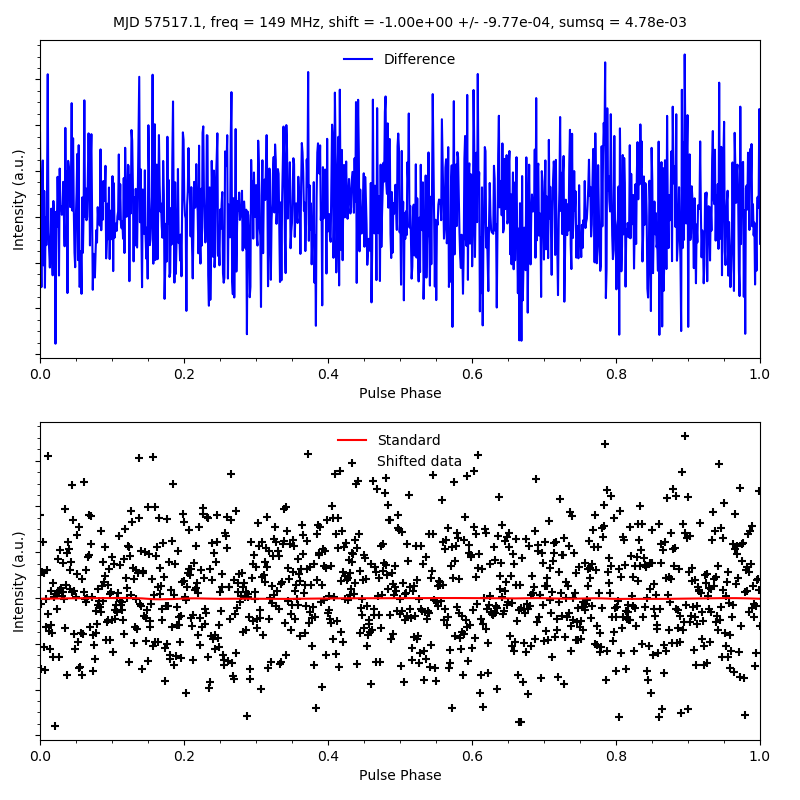 MJD 57517.1, freq = 149 MHz, shift = -1.00e+00 +/- -9.77e-04, sumsq = 4.78e-03
Difference
Intensity (a.u.)
0.0 0.2 0.4 0.6 0.8 1.0
Pulse Phase
Standard
Shifted data
Intensity (a.u.)
0.0 0.2 0.4 0.6 0.8 1.0
Pulse Phase